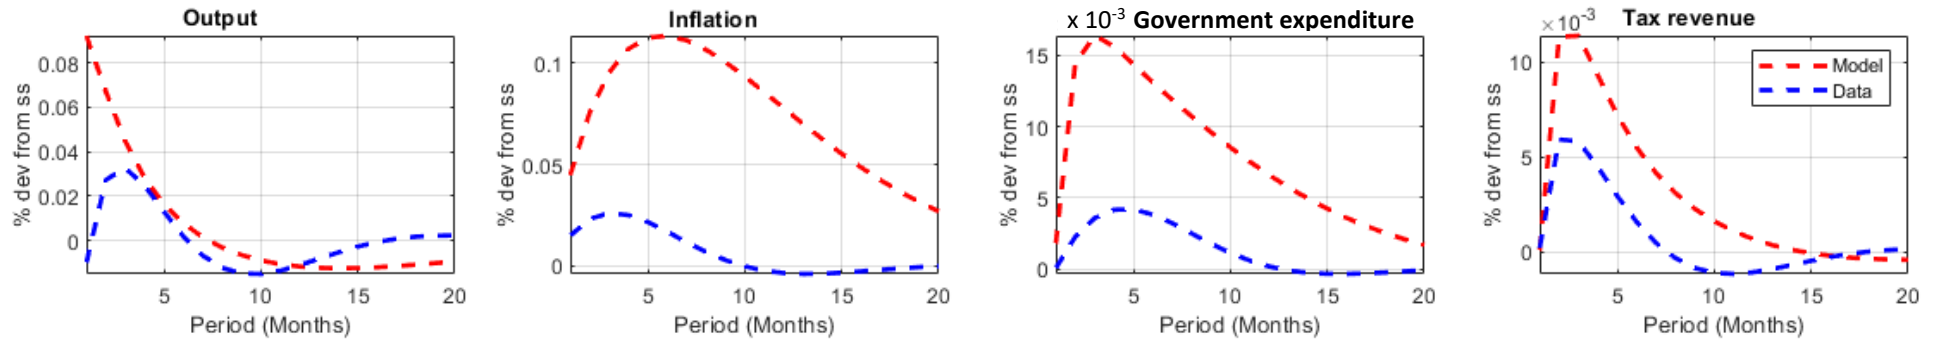 Output
% dev from ss
0.08
0.06
0.04
0.02
0
5 10 15 20
Period (Months)
Inflation
% dev from ss
0.1
0.05
0
5 10 15 20
Period (Months)
x 10-3 Government expenditure
% dev from ss
15
10
5
0
5 10 15 20
Period (Months)
×10-3 Tax revenue
% dev from ss
10
5
0
Model
Data
5 10 15 20
Period (Months)